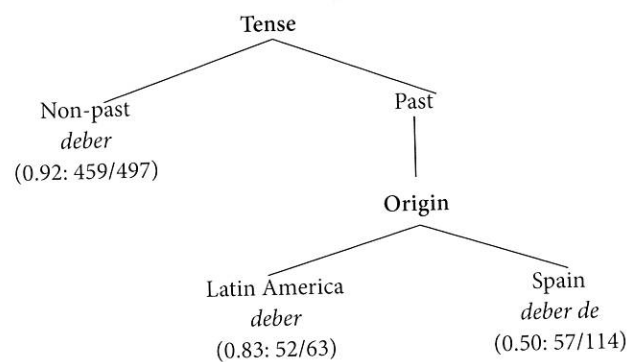 Tense
Non-past
deber
(0.92: 459/497)
Past
Origin
Latin America
deber
(0.83: 52/63)
Spain
deber de
(0.50: 57/114)